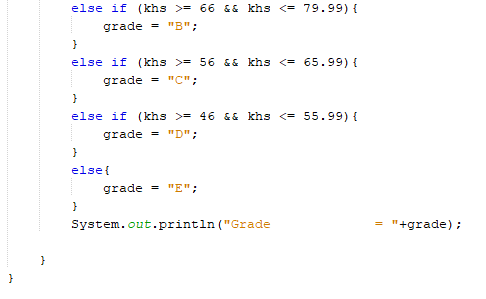 else if (khs >= 66 && khs <= 79.99){
    grade = "B";
}
else if (khs >= 56 && khs <= 65.99){
    grade = "C";
}
else if (khs >= 46 && khs <= 55.99){
    grade = "D";
}
else{
    grade = "E";
}
System.out.println("Grade             = "+grade);
}
}